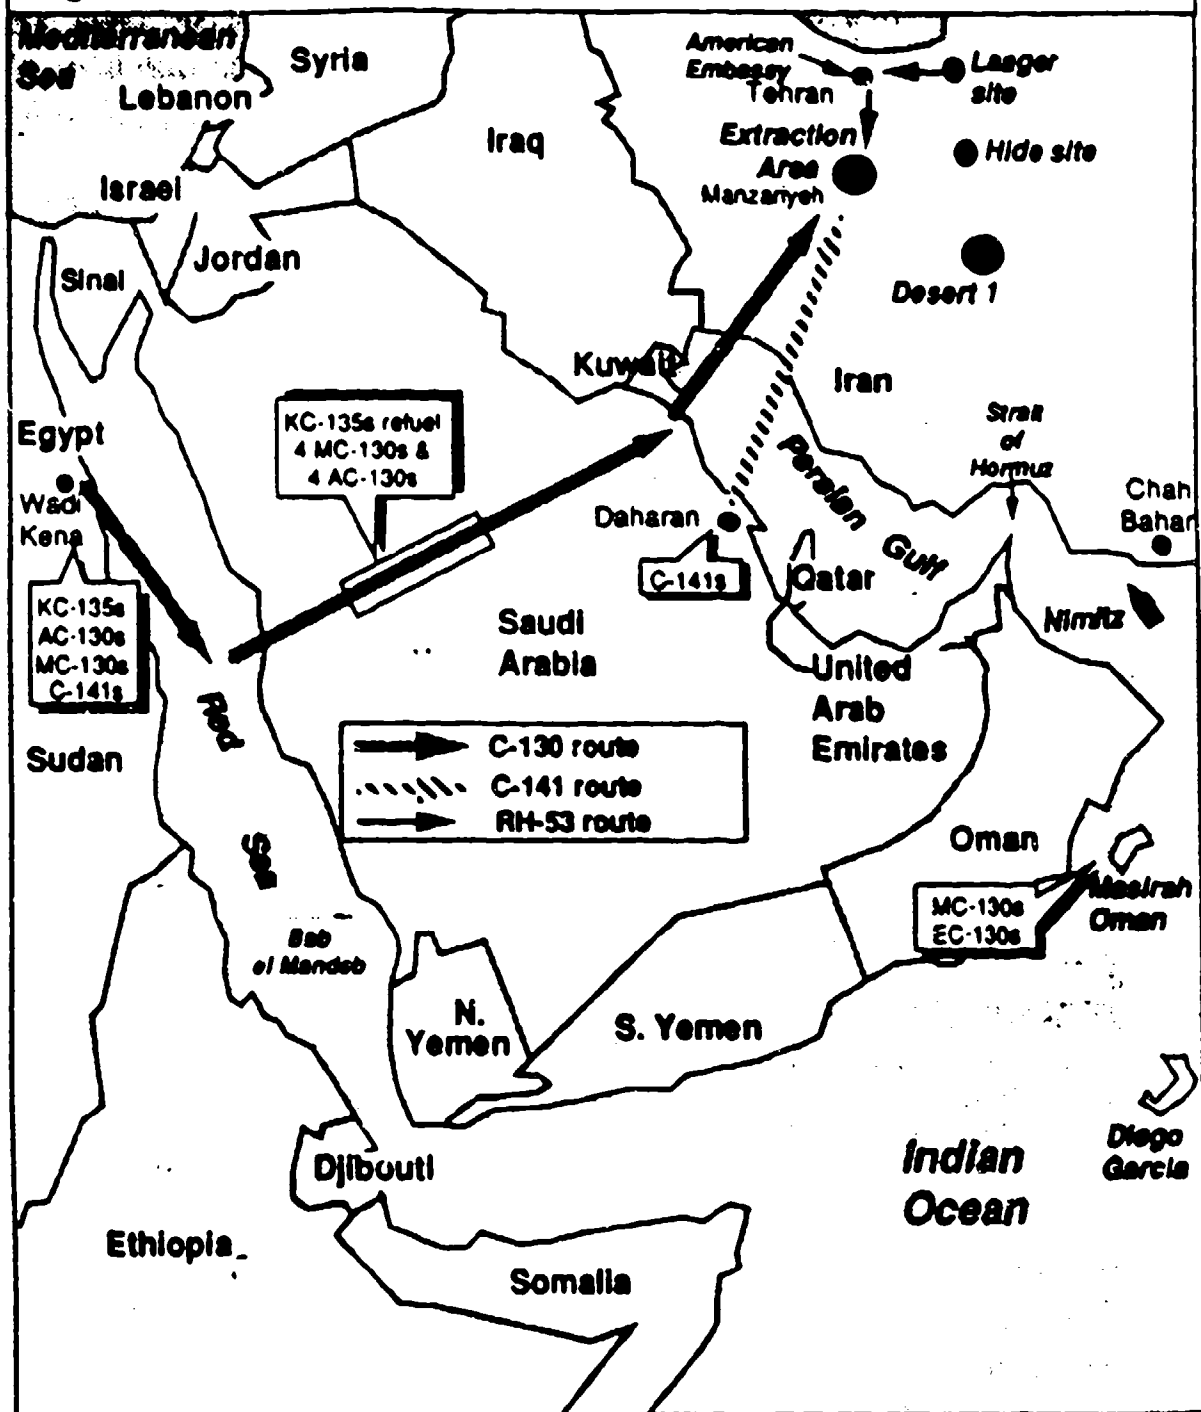 Mediterranean
Sea
Syria
Lebanon
Iraq
Israel
Jordan
Sinai
American
Embassy
Tehran
Laager
site
Extraction
Area
Manzariyeh
Hide site
Desert 1
Kuwait
Iran
Egypt
Wadi
Kena
KC-135s refuel
4 MC-130s &
4 AC-130s
Strait
of
Hormuz
Persian Gulf
Chah
Bahar
Daharan
C-141s
Qatar
KC-135s
AC-130s
MC-130s
C-141s
Saudi
Arabia
Nimitz
United
Arab
Emirates
Red
Sea
Sudan
C-130 route
C-141 route
RH-53 route
Oman
Masirah
Oman
MC-130s
EC-130s
Bab
el Mandeb
N.
Yemen
S. Yemen
Djibouti
Indian
Ocean
Diego
Garcia
Ethiopia
Somalia